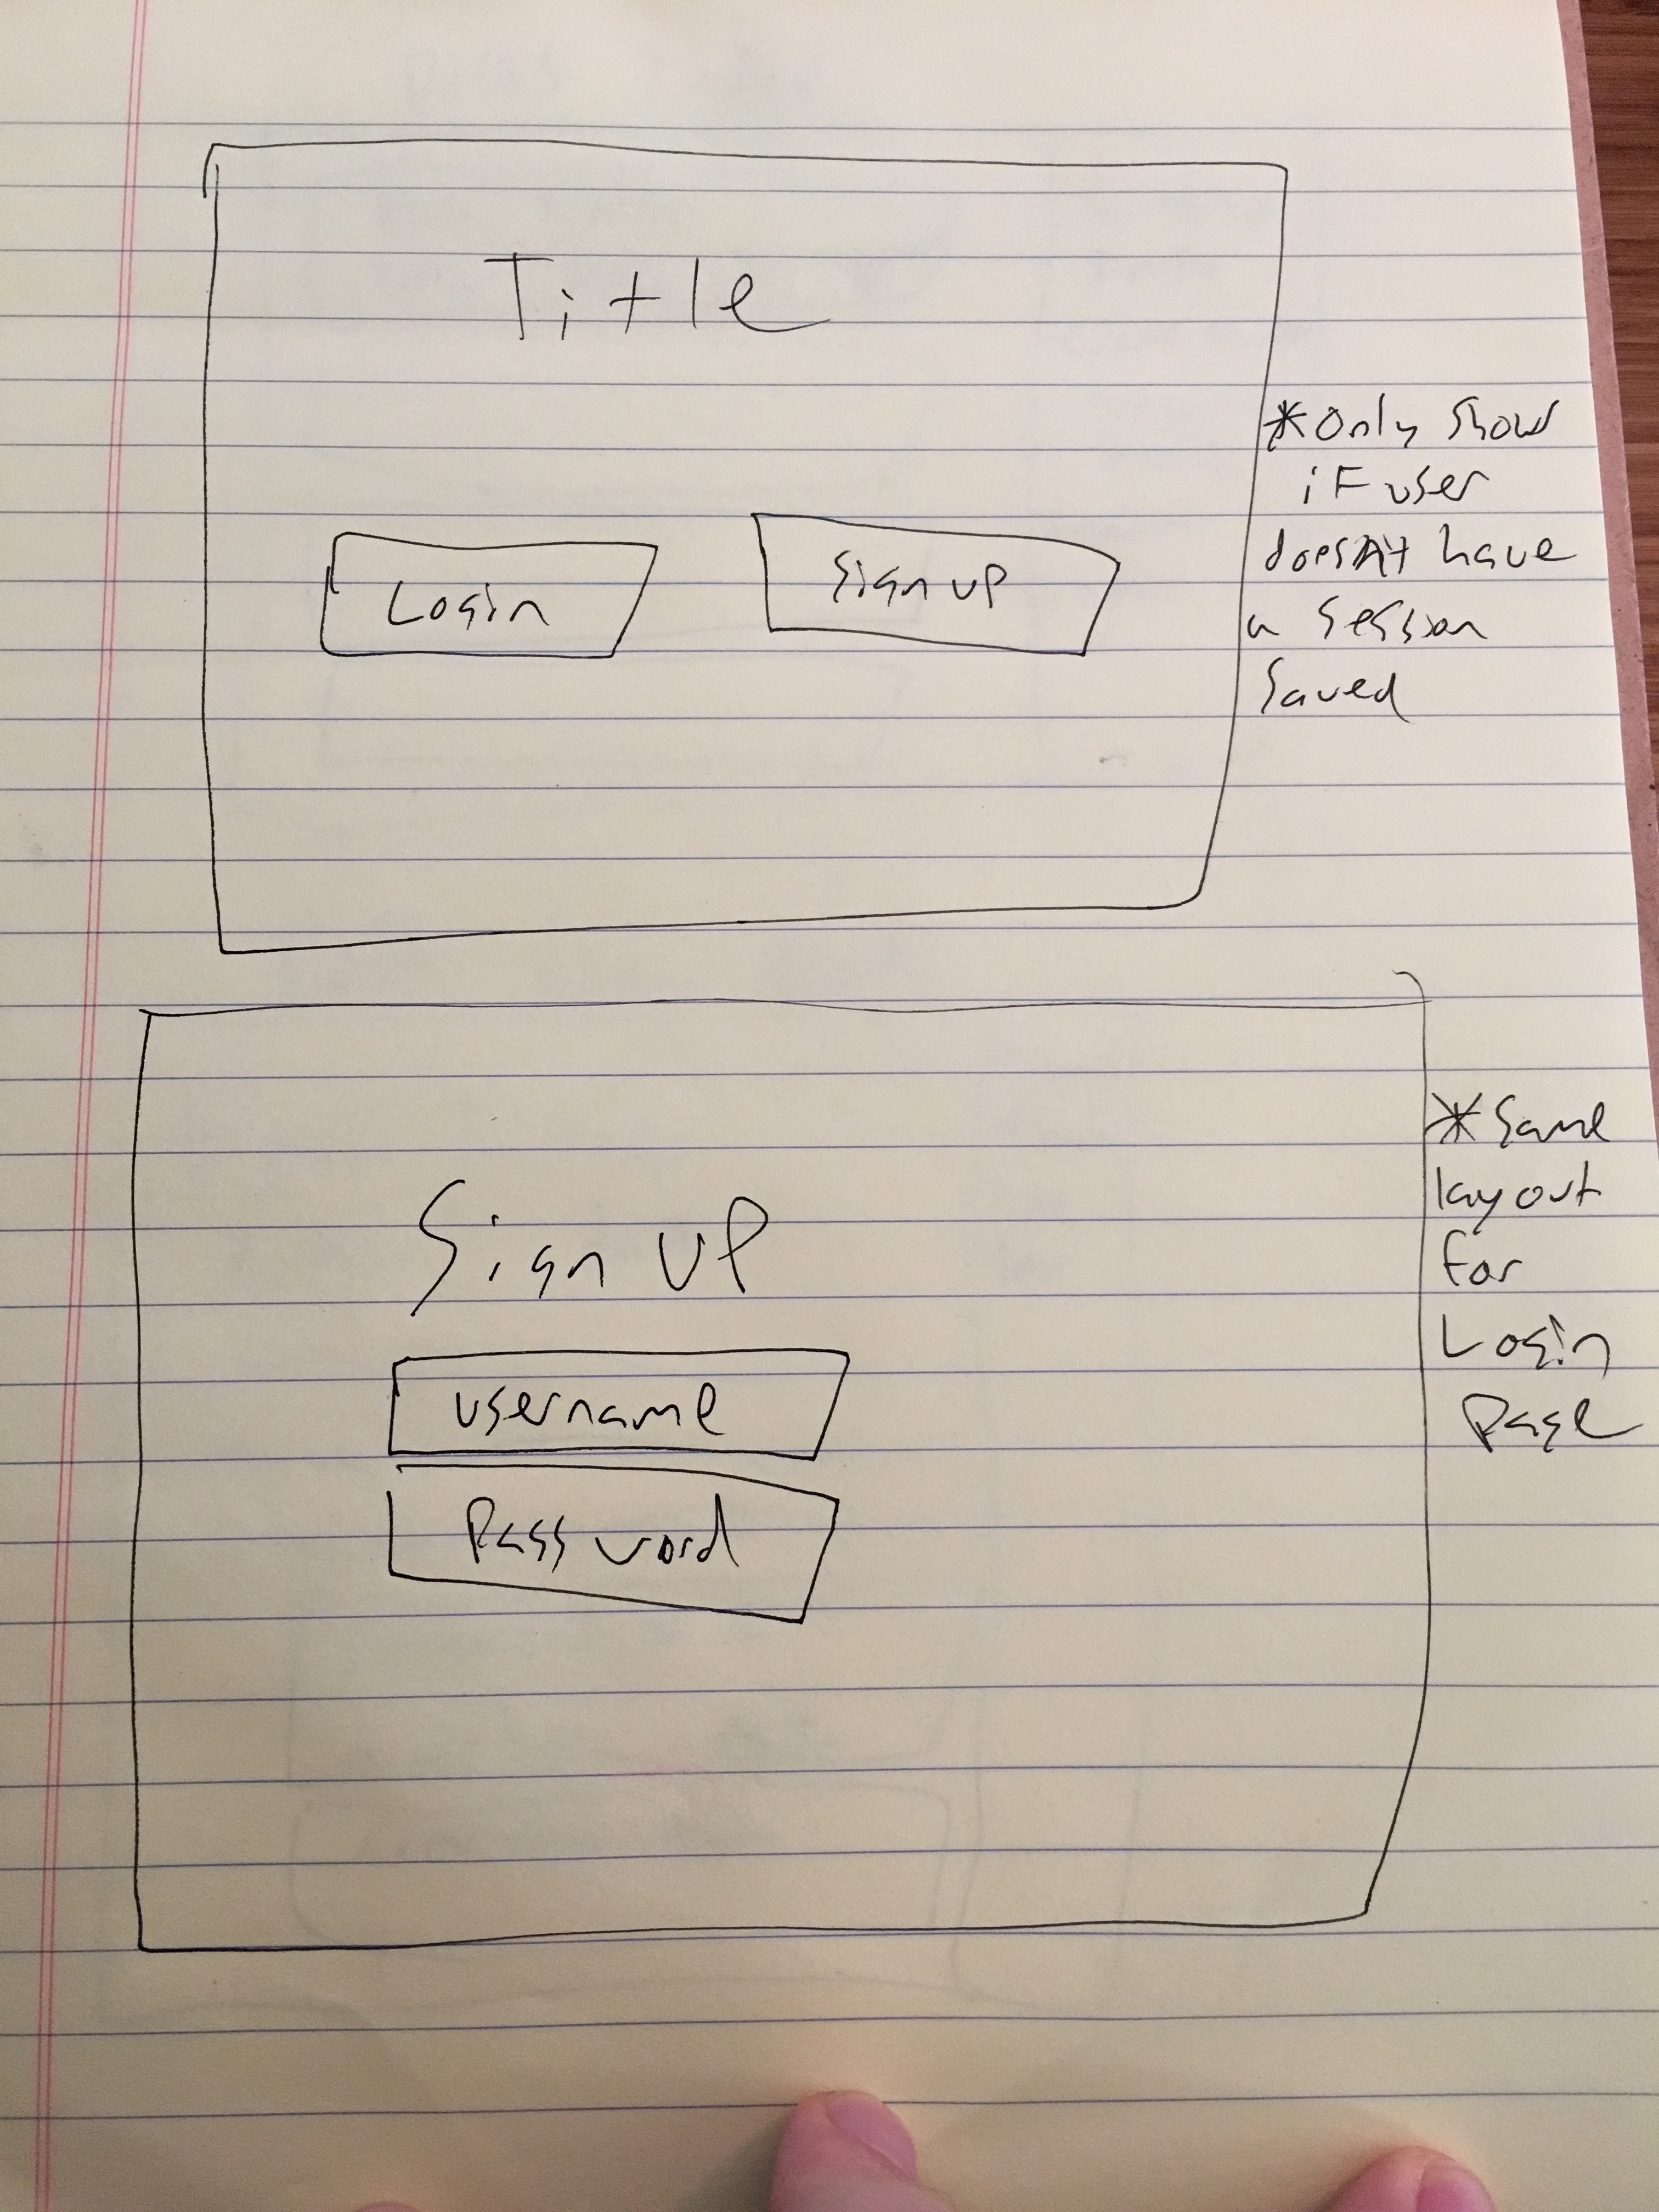 Title
Login
Sign up
*Only show
if user
doesn't have
a session
saved
Sign up
username
Password
*Same
layout
for
Login
Page